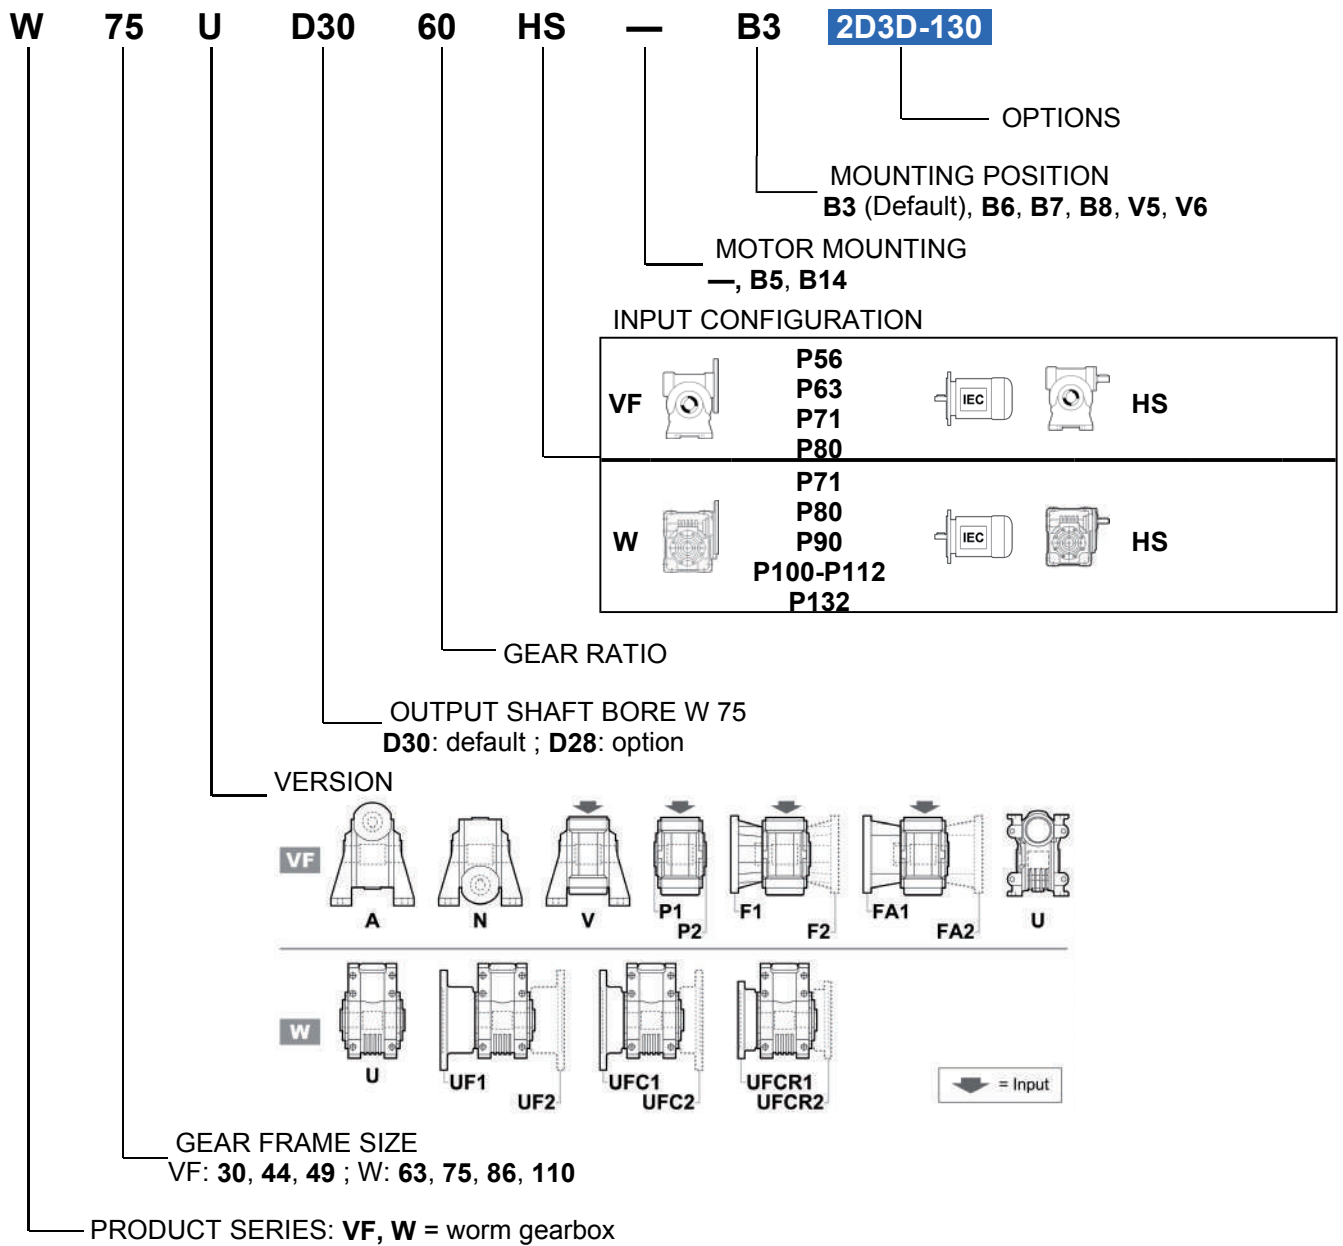 W 75 U D30 60 HS — B3 2D3D-130
OPTIONS
MOUNTING POSITION
B3 (Default), B6, B7, B8, V5, V6
MOTOR MOUNTING
—, B5, B14
INPUT CONFIGURATION
P56
P63
VF IEC HS
P71
P80
P71
P80
W P90 IEC HS
P100-P112
P132
GEAR RATIO
OUTPUT SHAFT BORE W 75
D30: default ; D28: option
VERSION
VF
A N V P1 P2 F1 F2 FA1 FA2 U
W
U UF1 UF2 UFC1 UFC2 UFCR1 UFCR2
= Input
GEAR FRAME SIZE
VF: 30, 44, 49 ; W: 63, 75, 86, 110
PRODUCT SERIES: VF, W = worm gearbox